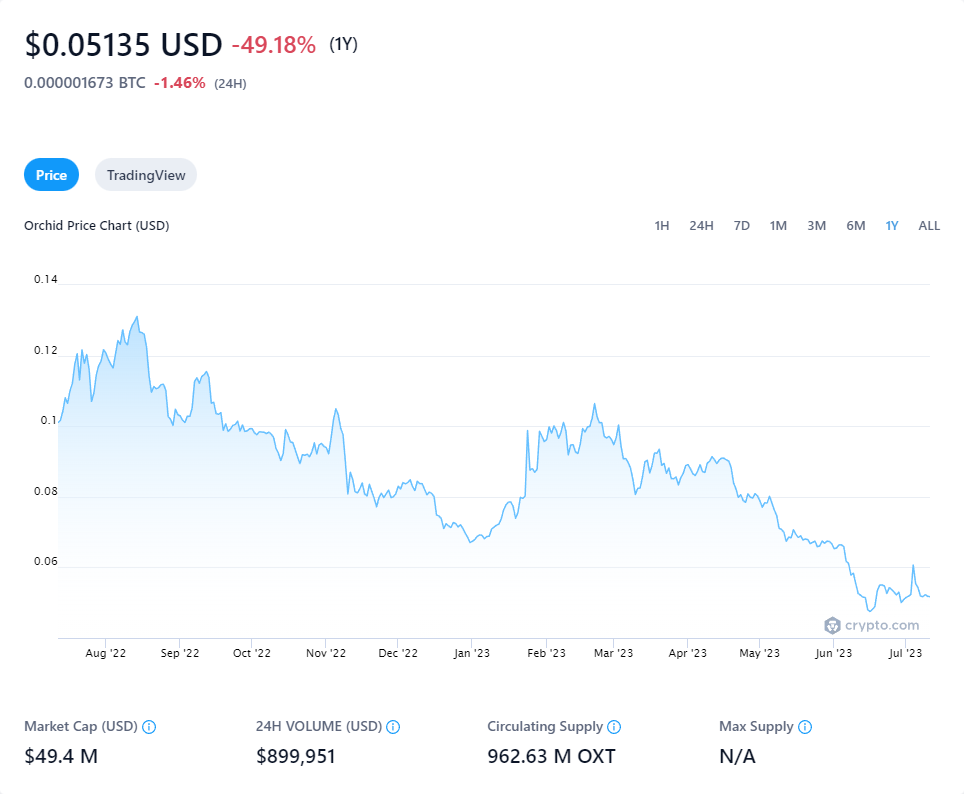 $0.05135 USD -49.18% (1Y)
0.000001673 BTC -1.46% (24H)
Price TradingView
Orchid Price Chart (USD)
1H 24H 7D 1M 3M 6M 1Y ALL
0.14
0.12
0.1
0.08
0.06
crypto.com
Aug '22 Sep '22 Oct '22 Nov '22 Dec '22 Jan '23 Feb '23 Mar '23 Apr '23 May '23 Jun '23 Jul '23
Market Cap (USD) 24H VOLUME (USD) Circulating Supply Max Supply
$49.4 M $899,951 962.63 M OXT N/A